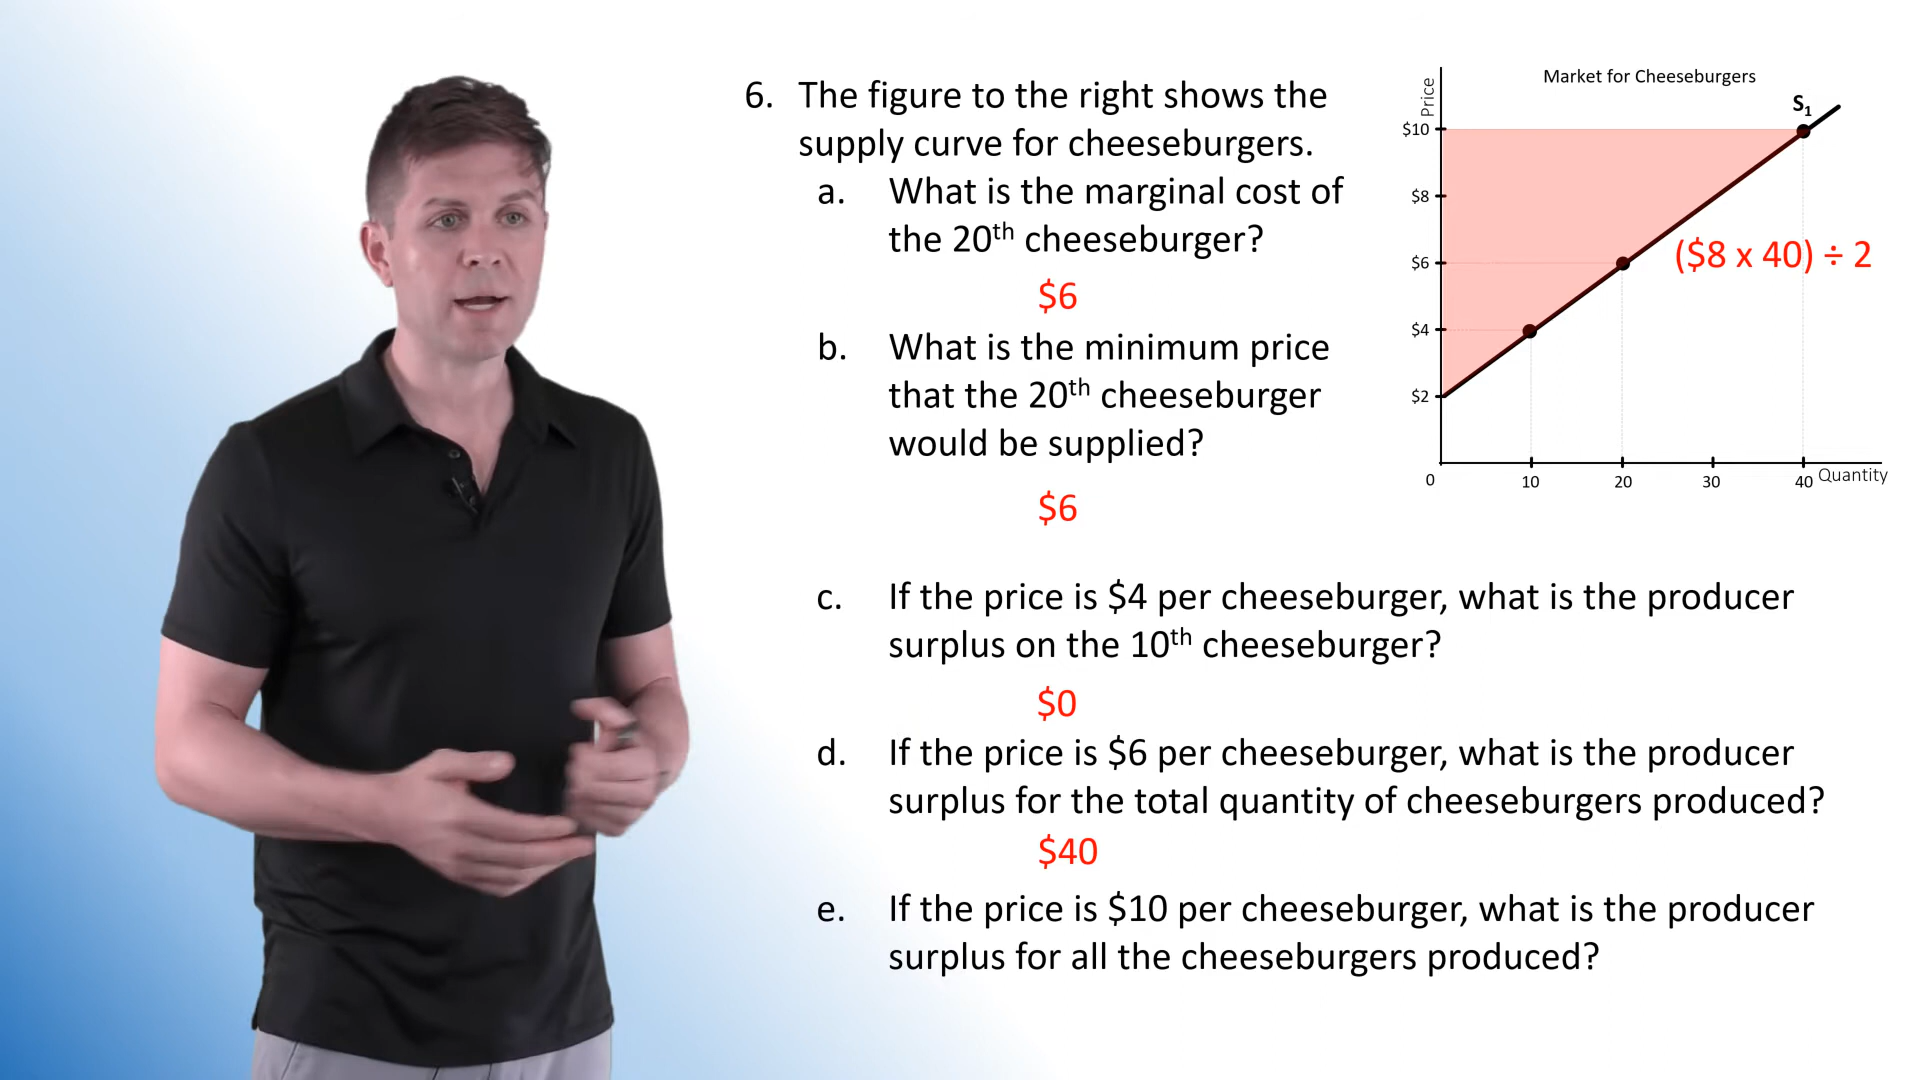 6. The figure to the right shows the
supply curve for cheeseburgers.
a. What is the marginal cost of
the 20th cheeseburger?
$6
b. What is the minimum price
that the 20th cheeseburger
would be supplied?
$6
c. If the price is $4 per cheeseburger, what is the producer
surplus on the 10th cheeseburger?
$0
d. If the price is $6 per cheeseburger, what is the producer
surplus for the total quantity of cheeseburgers produced?
$40
e. If the price is $10 per cheeseburger, what is the producer
surplus for all the cheeseburgers produced?
Market for Cheeseburgers
Price
S1
$10
$8
$6
$4
$2
($8 x 40) ÷ 2
0 10 20 30 40 Quantity